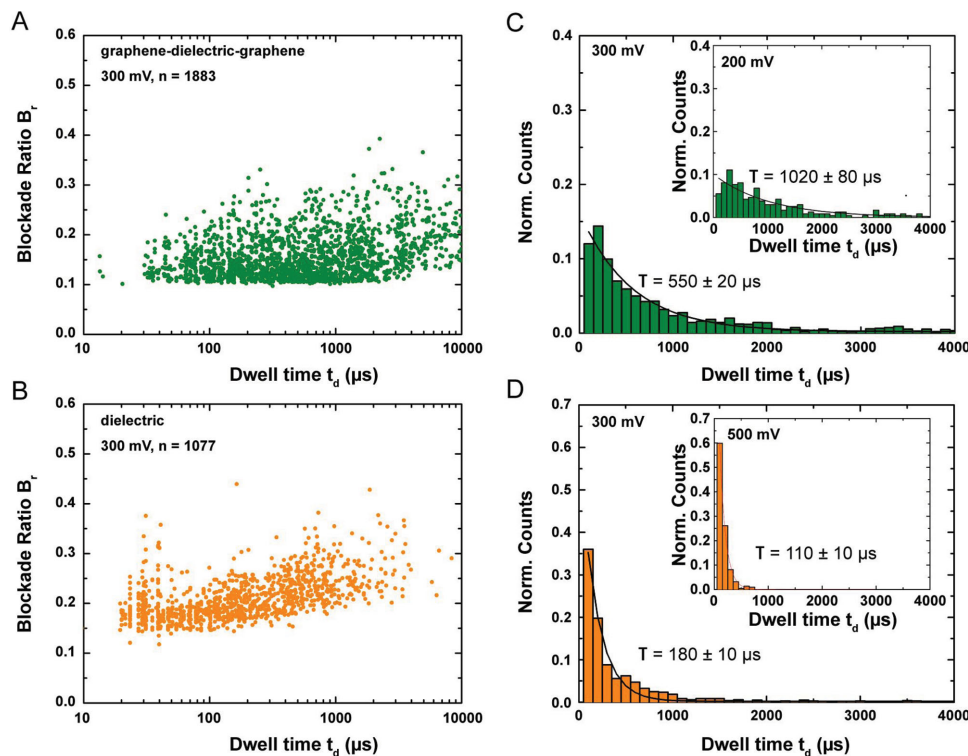 A
graphene-dielectric-graphene
300 mV, n = 1883
Blockade Ratio B_r
0.6
0.5
0.4
0.3
0.2
0.1
0.0
10 100 1000 10000
Dwell time t_d (µs)
B
dielectric
300 mV, n = 1077
Blockade Ratio B_r
0.6
0.5
0.4
0.3
0.2
0.1
0.0
10 100 1000 10000
Dwell time t_d (µs)
C
300 mV
Norm. Counts
0.4
0.3
0.2
0.1
0.0
T = 550 ± 20 µs
0 1000 2000 3000 4000
Dwell time t_d (µs)
200 mV
Norm. Counts
0.4
0.3
0.2
0.1
0.0
T = 1020 ± 80 µs
0 1000 2000 3000 4000
Dwell time t_d (µs)
D
300 mV
Norm. Counts
0.7
0.6
0.5
0.4
0.3
0.2
0.1
0.0
T = 180 ± 10 µs
0 1000 2000 3000 4000
Dwell time t_d (µs)
500 mV
Norm. Counts
0.7
0.6
0.5
0.4
0.3
0.2
0.1
0.0
T = 110 ± 10 µs
0 1000 2000 3000 4000
Dwell time t_d (µs)